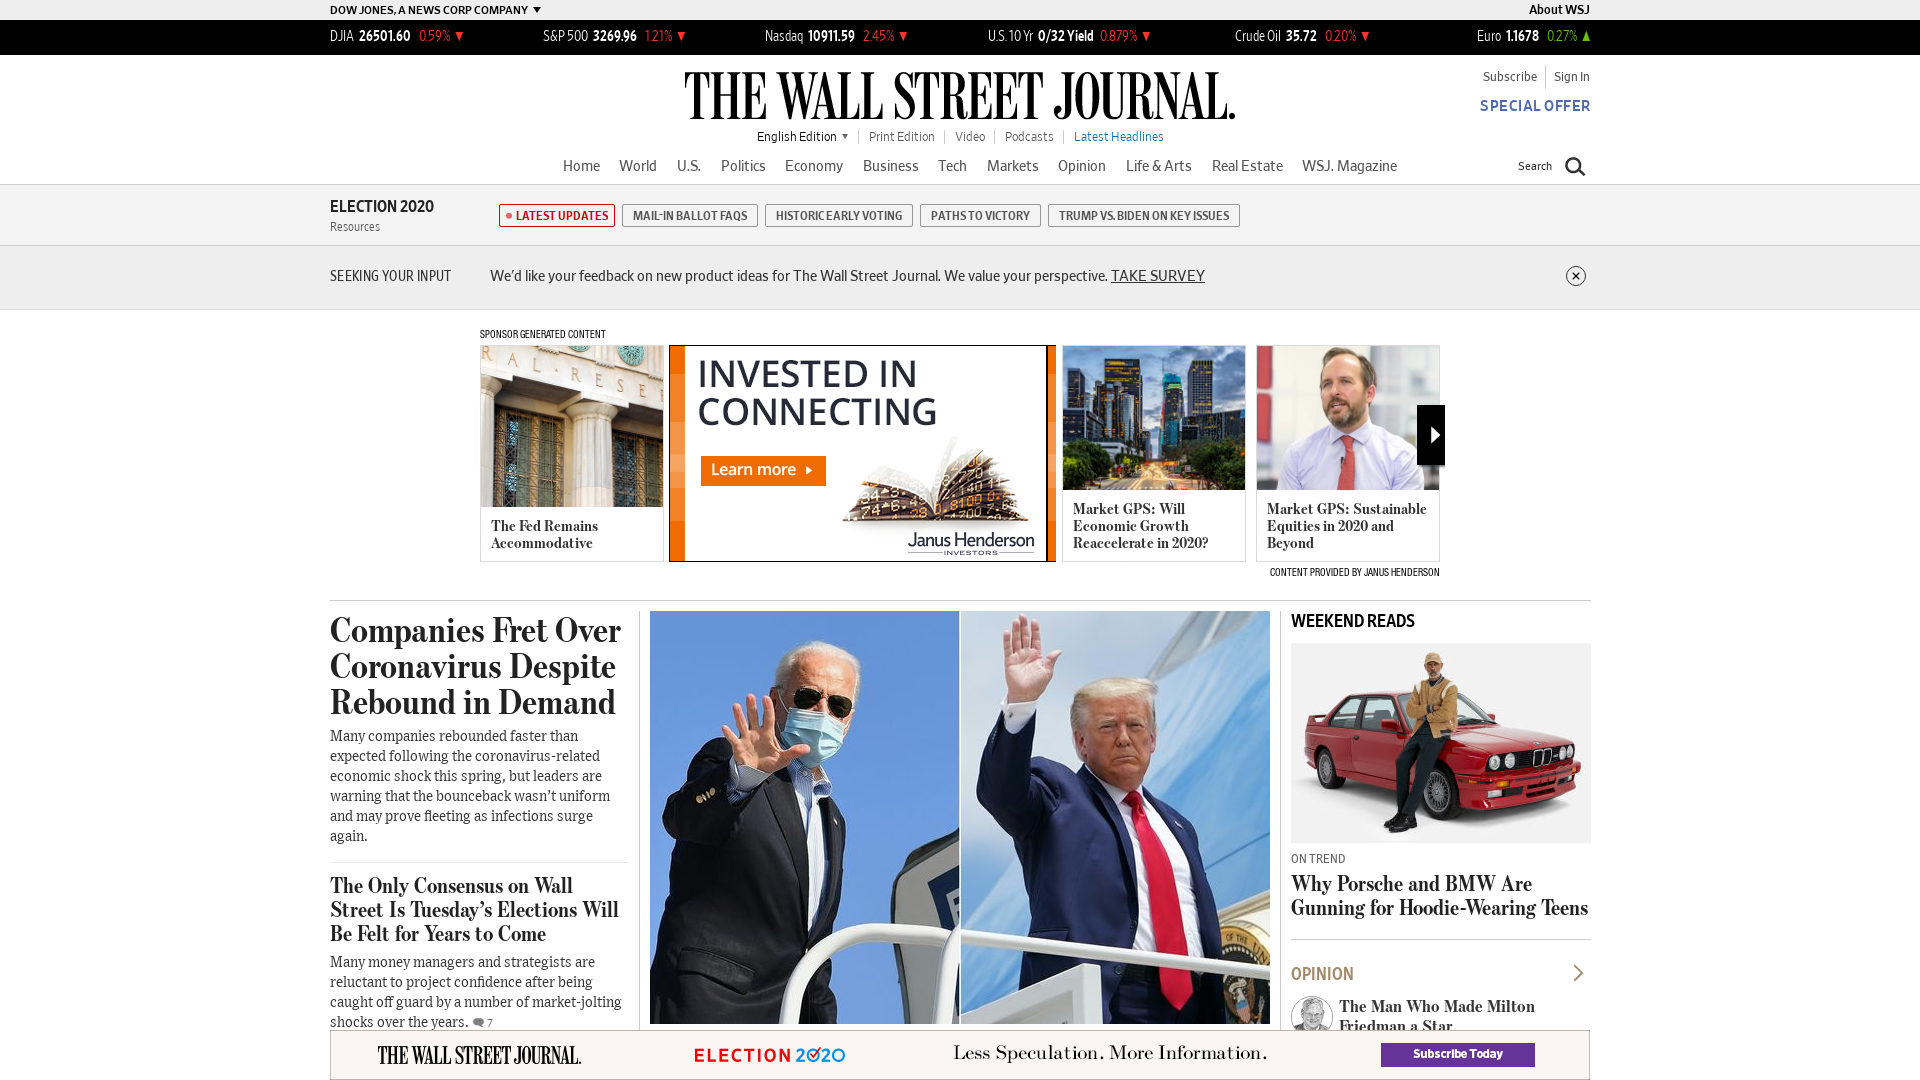 DOW JONES, A NEWS CORP COMPANY
About WSJ
DJIA 26501.60 0.59%
S&P 500 3269.96 1.21%
Nasdaq 10911.59 2.45%
U.S. 10 Yr 0/32 Yield 0.879%
Crude Oil 35.72 0.20%
Euro 1.1678 0.27%
THE WALL STREET JOURNAL.
Subscribe
Sign In
SPECIAL OFFER
English Edition
Print Edition
Video
Podcasts
Latest Headlines
Home
World
U.S.
Politics
Economy
Business
Tech
Markets
Opinion
Life & Arts
Real Estate
WSJ. Magazine
Search
ELECTION 2020
Resources
LATEST UPDATES
MAIL-IN BALLOT FAQS
HISTORIC EARLY VOTING
PATHS TO VICTORY
TRUMP VS. BIDEN ON KEY ISSUES
SEEKING YOUR INPUT
We’d like your feedback on new product ideas for The Wall Street Journal. We value your perspective. TAKE SURVEY
SPONSOR GENERATED CONTENT
RAL RESER
The Fed Remains
Accommodative
INVESTED IN
CONNECTING
Learn more
Janus Henderson
INVESTORS
Market GPS: Will
Economic Growth
Reaccelerate in 2020?
Market GPS: Sustainable
Equities in 2020 and
Beyond
CONTENT PROVIDED BY JANUS HENDERSON
Companies Fret Over
Coronavirus Despite
Rebound in Demand
Many companies rebounded faster than
expected following the coronavirus-related
economic shock this spring, but leaders are
warning that the bounceback wasn’t uniform
and may prove fleeting as infections surge
again.
The Only Consensus on Wall
Street Is Tuesday’s Elections Will
Be Felt for Years to Come
Many money managers and strategists are
reluctant to project confidence after being
caught off guard by a number of market-jolting
shocks over the years. 7
OF THE
WEEKEND READS
ON TREND
Why Porsche and BMW Are
Gunning for Hoodie-Wearing Teens
OPINION
The Man Who Made Milton
Friedman a Star
THE WALL STREET JOURNAL.
ELECTION 2020
Less Speculation. More Information.
Subscribe Today